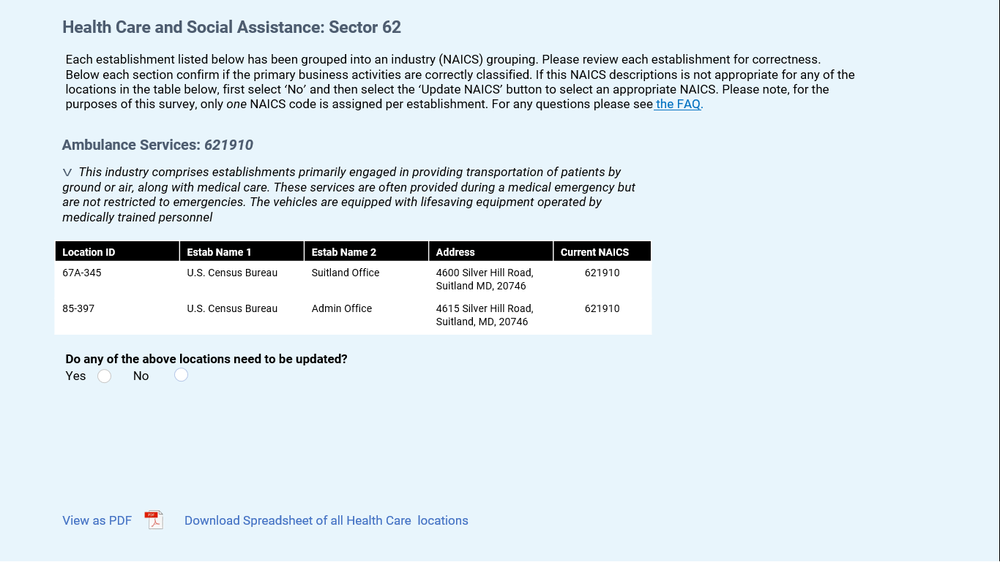 Health Care and Social Assistance: Sector 62
Each establishment listed below has been grouped into an industry (NAICS) grouping. Please review each establishment for correctness.
Below each section confirm if the primary business activities are correctly classified. If this NAICS descriptions is not appropriate for any of the
locations in the table below, first select ‘No’ and then select the ‘Update NAICS’ button to select an appropriate NAICS. Please note, for the
purposes of this survey, only one NAICS code is assigned per establishment. For any questions please see the FAQ.
Ambulance Services: 621910
V This industry comprises establishments primarily engaged in providing transportation of patients by
ground or air, along with medical care. These services are often provided during a medical emergency but
are not restricted to emergencies. The vehicles are equipped with lifesaving equipment operated by
medically trained personnel
Location ID Estab Name 1 Estab Name 2 Address Current NAICS
67A-345 U.S. Census Bureau Suitland Office 4600 Silver Hill Road, 621910
Suitland MD, 20746
85-397 U.S. Census Bureau Admin Office 4615 Silver Hill Road, 621910
Suitland, MD, 20746
Do any of the above locations need to be updated?
Yes No
View as PDF PDF Download Spreadsheet of all Health Care locations